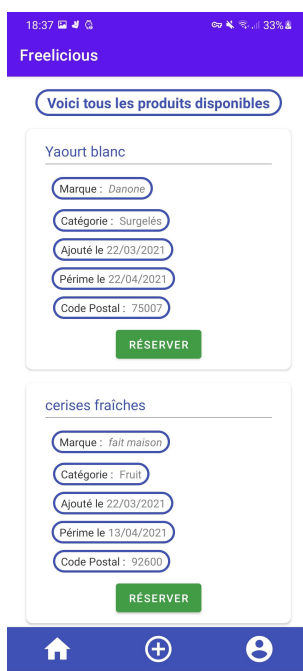 18:37 33%
Freelicious
Voici tous les produits disponibles
Yaourt blanc
Marque : Danone
Catégorie : Surgelés
Ajouté le 22/03/2021
Périme le 22/04/2021
Code Postal : 75007
RÉSERVER
cerises fraîches
Marque : fait maison
Catégorie : Fruit
Ajouté le 22/03/2021
Périme le 13/04/2021
Code Postal : 92600
RÉSERVER